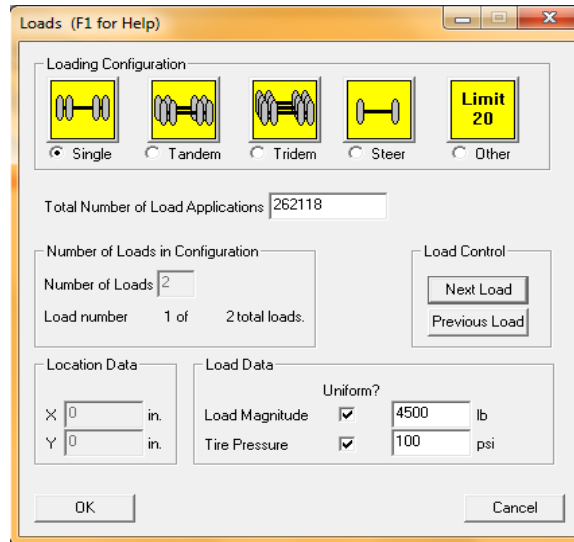 Loads (F1 for Help)
Loading Configuration
Limit
20
Single Tandem Tridem Steer Other
Total Number of Load Applications 262118
Number of Loads in Configuration
Number of Loads 2
Load number 1 of 2 total loads.
Load Control
Next Load
Previous Load
Location Data
X 0 in.
Y 0 in.
Load Data
Uniform?
Load Magnitude 4500 lb
Tire Pressure 100 psi
OK Cancel